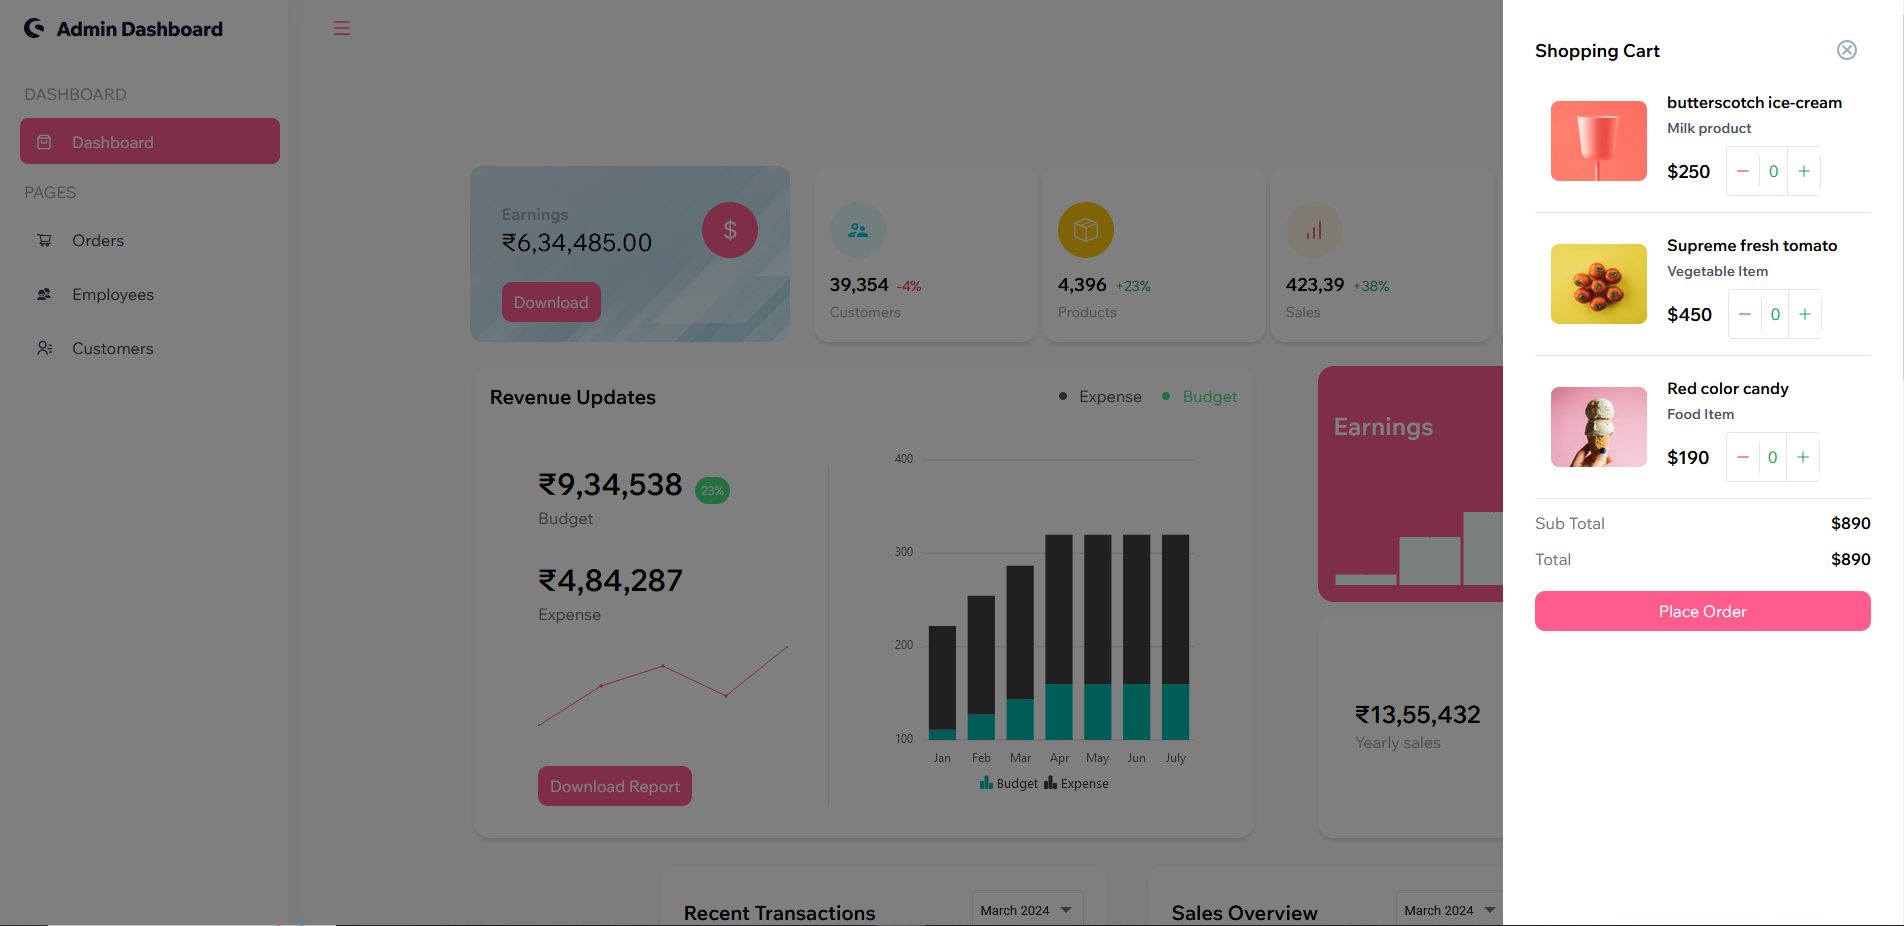 Admin Dashboard
DASHBOARD
Dashboard
PAGES
Orders
Employees
Customers
Earnings
₹6,34,485.00
$
Download
39,354 -4%
Customers
4,396 +23%
Products
423,39 +38%
Sales
Revenue Updates
Expense
Budget
₹9,34,538 23%
Budget
₹4,84,287
Expense
Download Report
400
300
200
100
Jan Feb Mar Apr May Jun July
Budget Expense
Earnings
₹13,55,432
Yearly sales
Recent Transactions
March 2024
Sales Overview
March 2024
Shopping Cart
butterscotch ice-cream
Milk product
$250 − 0 +
Supreme fresh tomato
Vegetable Item
$450 − 0 +
Red color candy
Food Item
$190 − 0 +
Sub Total $890
Total $890
Place Order